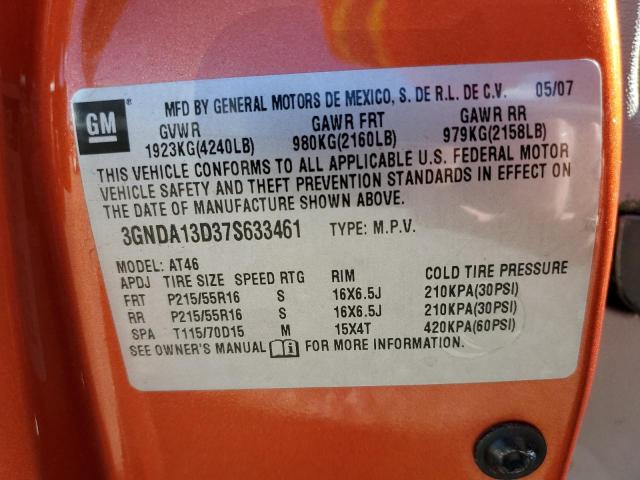 GM
MFD BY GENERAL MOTORS DE MEXICO, S. DE R.L. DE C.V. 05/07
GVWR GAWR FRT GAWR RR
1923KG(4240LB) 980KG(2160LB) 979KG(2158LB)
THIS VEHICLE CONFORMS TO ALL APPLICABLE U.S. FEDERAL MOTOR
VEHICLE SAFETY AND THEFT PREVENTION STANDARDS IN EFFECT ON
THE DATE OF MANUFACTURE SHOWN ABOVE.
3GNDA13D37S633461 TYPE: M.P.V.
MODEL: AT46
APDJ TIRE SIZE SPEED RTG RIM COLD TIRE PRESSURE
FRT P215/55R16 S 16X6.5J 210KPA(30PSI)
RR P215/55R16 S 16X6.5J 210KPA(30PSI)
SPA T115/70D15 M 15X4T 420KPA(60PSI)
SEE OWNER'S MANUAL FOR MORE INFORMATION.